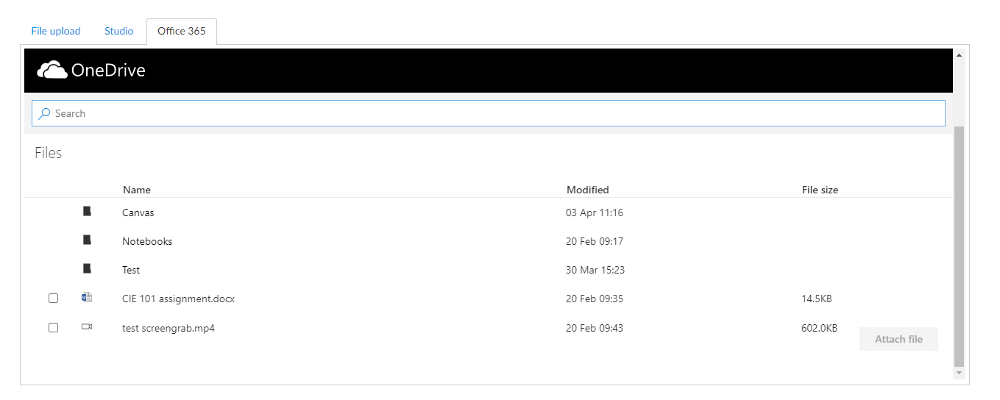 File upload Studio Office 365
OneDrive
Search
Files
Name Modified File size
Canvas 03 Apr 11:16
Notebooks 20 Feb 09:17
Test 30 Mar 15:23
CIE 101 assignment.docx 20 Feb 09:35 14.5KB
test screengrab.mp4 20 Feb 09:43 602.0KB
Attach file